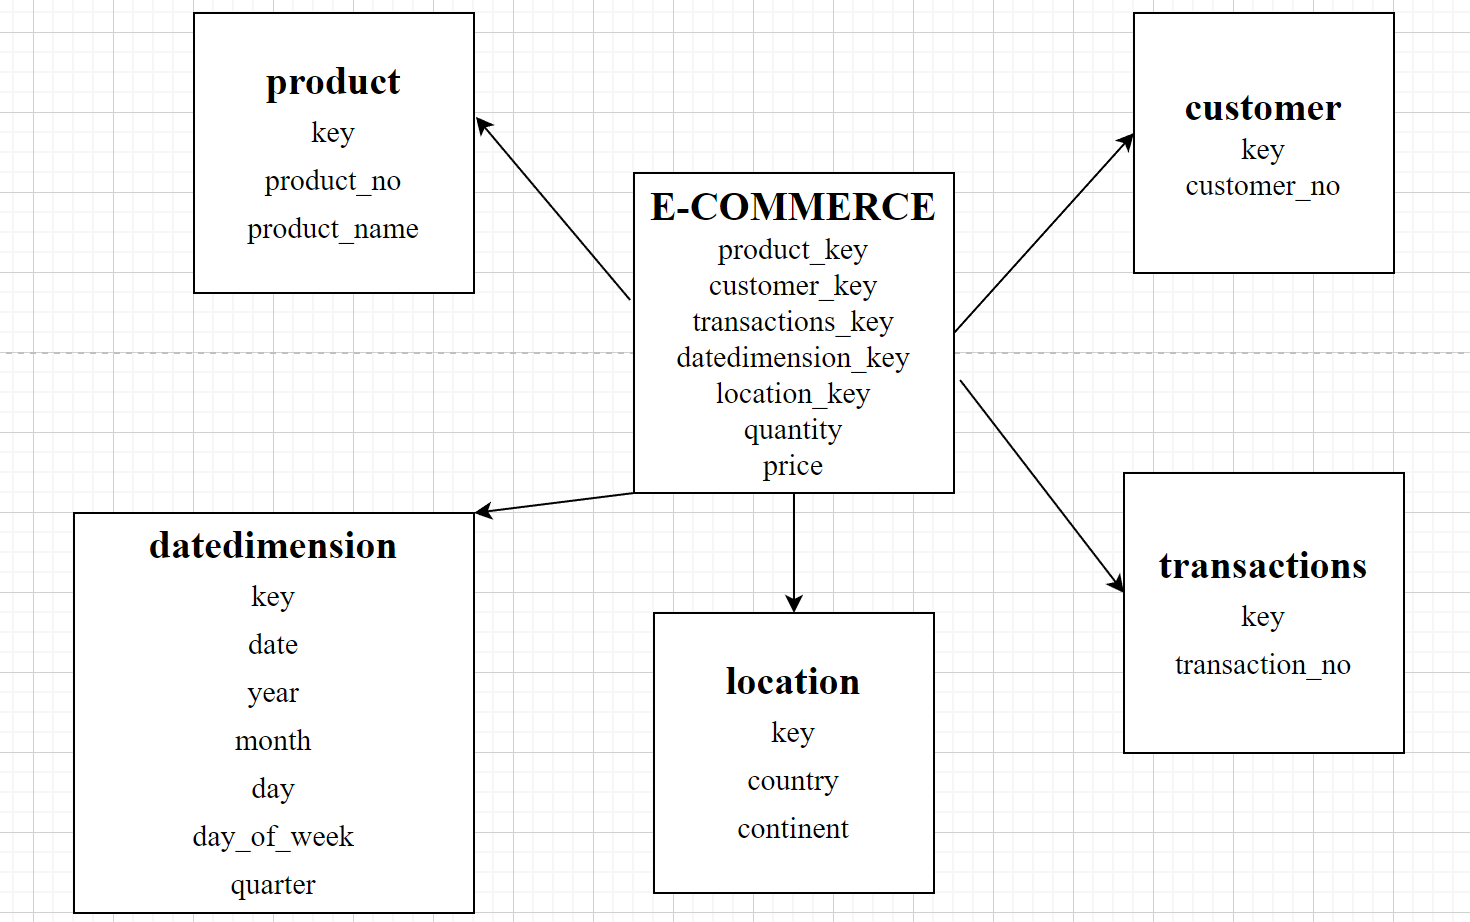 product
key
product_no
product_name
customer
key
customer_no
E-COMMERCE
product_key
customer_key
transactions_key
datedimension_key
location_key
quantity
price
datedimension
key
date
year
month
day
day_of_week
quarter
location
key
country
continent
transactions
key
transaction_no